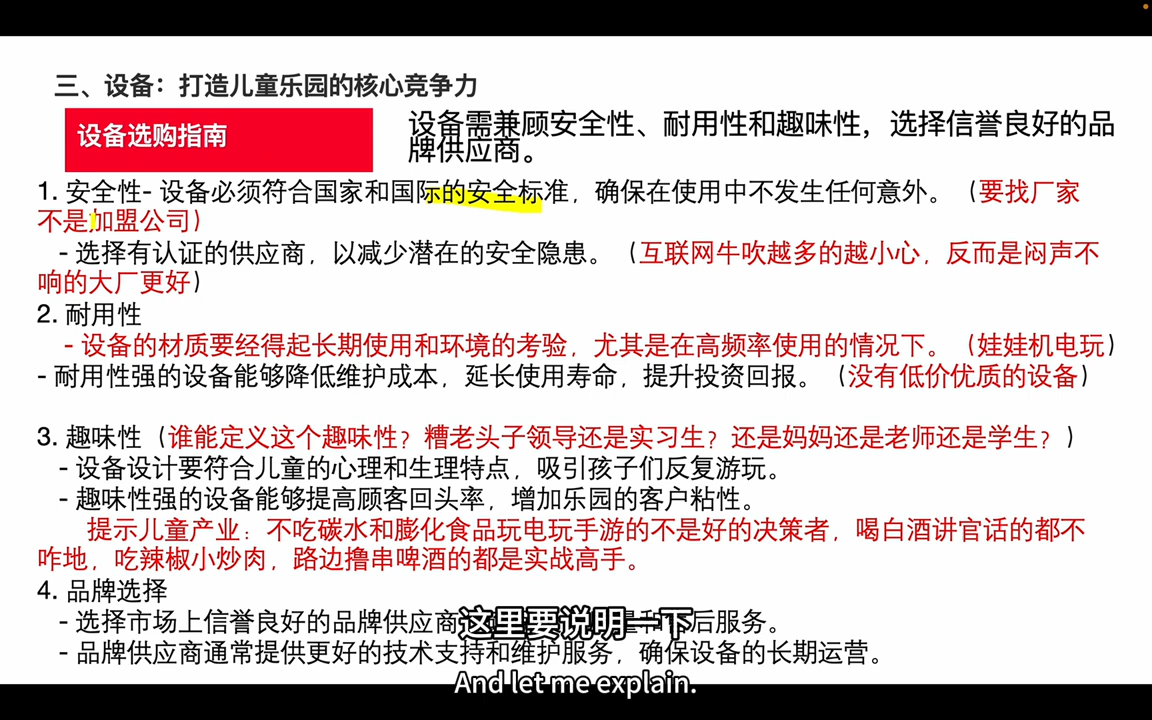 三、设备：打造儿童乐园的核心竞争力
设备选购指南
设备需兼顾安全性、耐用性和趣味性，选择信誉良好的品
牌供应商。
1. 安全性- 设备必须符合国家和国际的安全标准，确保在使用中不发生任何意外。（要找厂家
不是加盟公司）
- 选择有认证的供应商，以减少潜在的安全隐患。（互联网牛吹越多的越小心，反而是闷声不
响的大厂更好）
2. 耐用性
- 设备的材质要经得起长期使用和环境的考验，尤其是在高频率使用的情况下。（娃娃机电玩）
- 耐用性强的设备能够降低维护成本，延长使用寿命，提升投资回报。（没有低价优质的设备）
3. 趣味性（谁能定义这个趣味性？糟老头子领导还是实习生？还是妈妈还是老师还是学生？）
- 设备设计要符合儿童的心理和生理特点，吸引孩子们反复游玩。
- 趣味性强的设备能够提高顾客回头率，增加乐园的客户粘性。
提示儿童产业：不吃碳水和膨化食品玩电玩手游的不是好的决策者，喝白酒讲官话的都不
咋地，吃辣椒小炒肉，路边撸串啤酒的都是实战高手。
4. 品牌选择
- 选择市场上信誉良好的品牌供应商 和 后服务。
这里要说明一下
- 品牌供应商通常提供更好的技术支持和维护服务，确保设备的长期运营。
And let me explain.